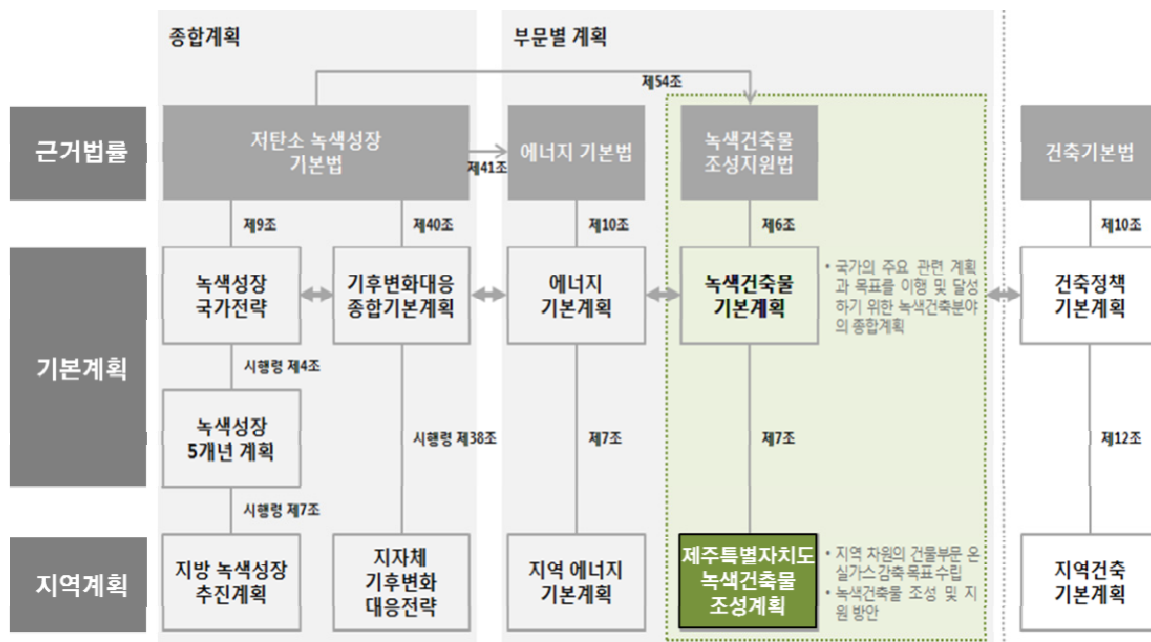 종합계획
부문별 계획
제54조
근거법률
저탄소 녹색성장
기본법
제41조
에너지 기본법
녹색건축물
조성지원법
건축기본법
제9조
제40조
제10조
제6조
제10조
기본계획
녹색성장
국가전략
기후변화대응
종합기본계획
에너지
기본계획
녹색건축물
기본계획
• 국가의 주요 관련 계획
과 목표를 이행 및 달성
하기 위한 녹색건축분야
의 종합계획
건축정책
기본계획
시행령 제4조
녹색성장
5개년 계획
시행령 제38조
제7조
제7조
제12조
시행령 제7조
지역계획
지방 녹색성장
추진계획
지자체
기후변화
대응전략
지역 에너지
기본계획
제주특별자치도
녹색건축물
조성계획
• 지역 차원의 건물부문 온
실가스 감축 목표 수립
• 녹색건축물 조성 및 지
원 방안
지역건축
기본계획